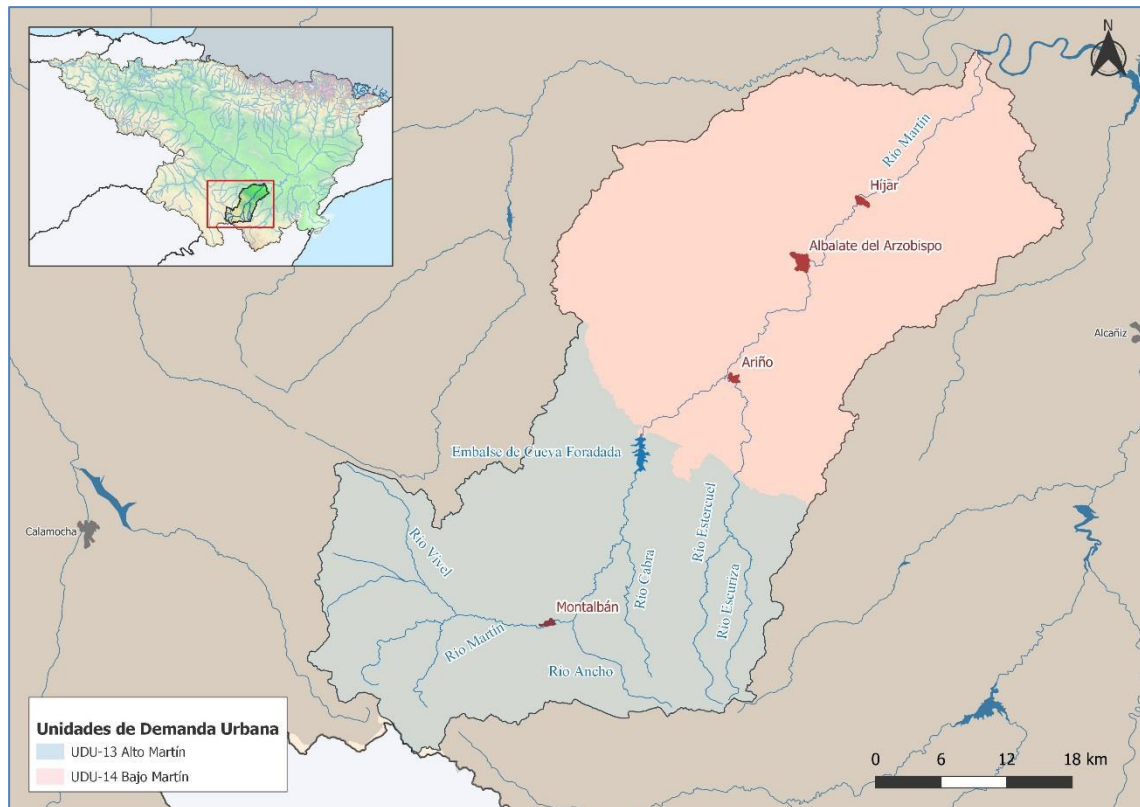 N
Río Martín
Híjar
Albalate del Arzobispo
Alcañiz
Ariño
Embalse de Cueva Foradada
Calamocha
Río Vivel
Río Cabra
Río Estercuel
Río Escuriza
Montalbán
Río Martín
Río Ancho
Unidades de Demanda Urbana
UDU-13 Alto Martín
UDU-14 Bajo Martín
0 6 12 18 km